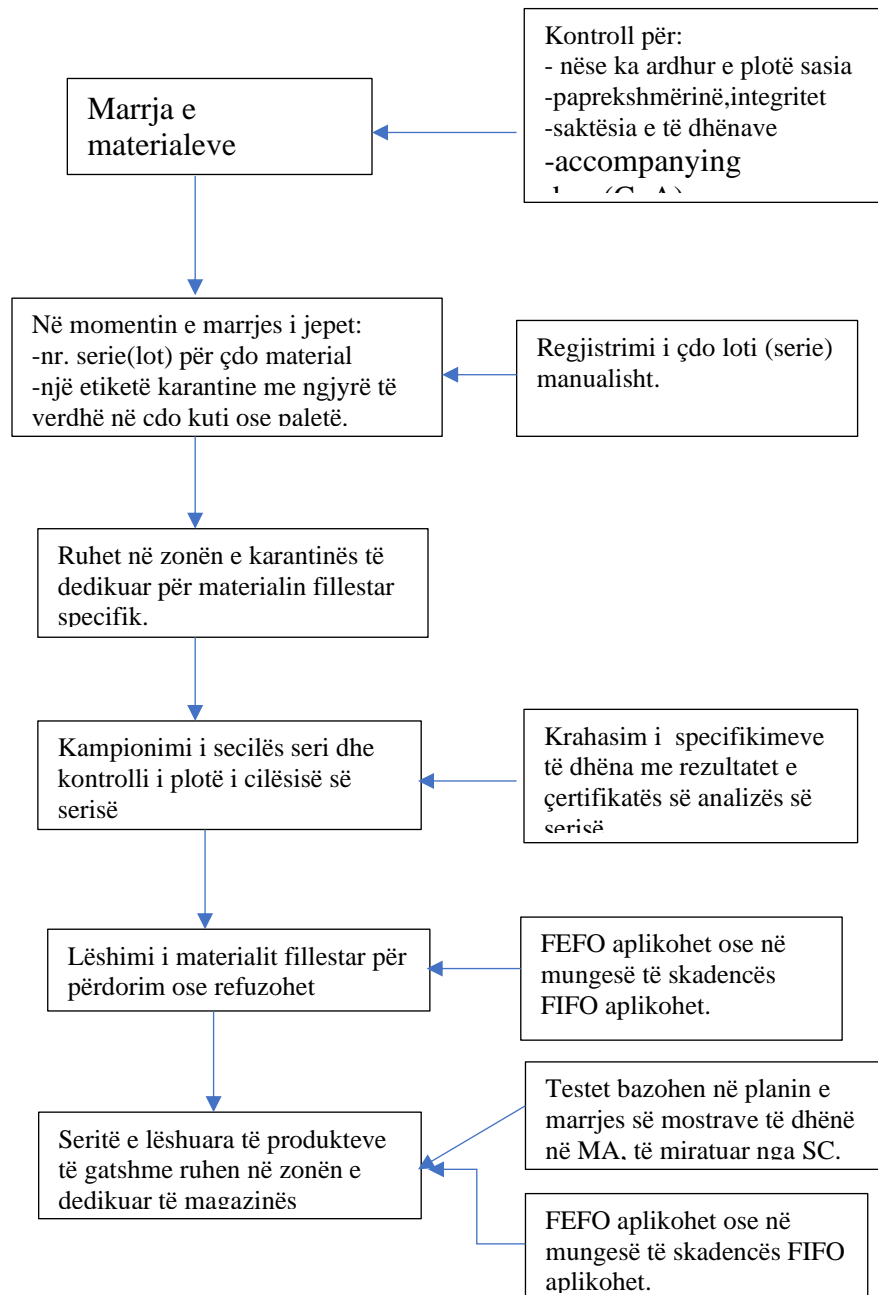 Kontroll për:
- nëse ka ardhur e plotë sasia
-paprekshmërinë,integritet
-saktësia e të dhënave
-accompanying
Marrja e
materialeve
Në momentin e marrjes i jepet:
-nr. serie(lot) për çdo material
-një etiketë karantine me ngjyrë të
verdhë në cdo kuti ose paletë.
Regjistrimi i çdo loti (serie)
manualisht.
Ruhet në zonën e karantinës të
dedikuar për materialin fillestar
specifik.
Kampionimi i secilës seri dhe
kontrolli i plotë i cilësisë së
serisë
Krahasim i specifikimeve
të dhëna me rezultatet e
çertifikatës së analizës së
serisë
Lëshimi i materialit fillestar për
përdorim ose refuzohet
FEFO aplikohet ose në
mungesë të skadencës
FIFO aplikohet.
Testet bazohen në planin e
marrjes së mostrave të dhënë
në MA, të miratuar nga SC.
Seritë e lëshuara të produkteve
të gatshme ruhen në zonën e
dedikuar të magazinës
FEFO aplikohet ose në
mungesë të skadencës FIFO
aplikohet.